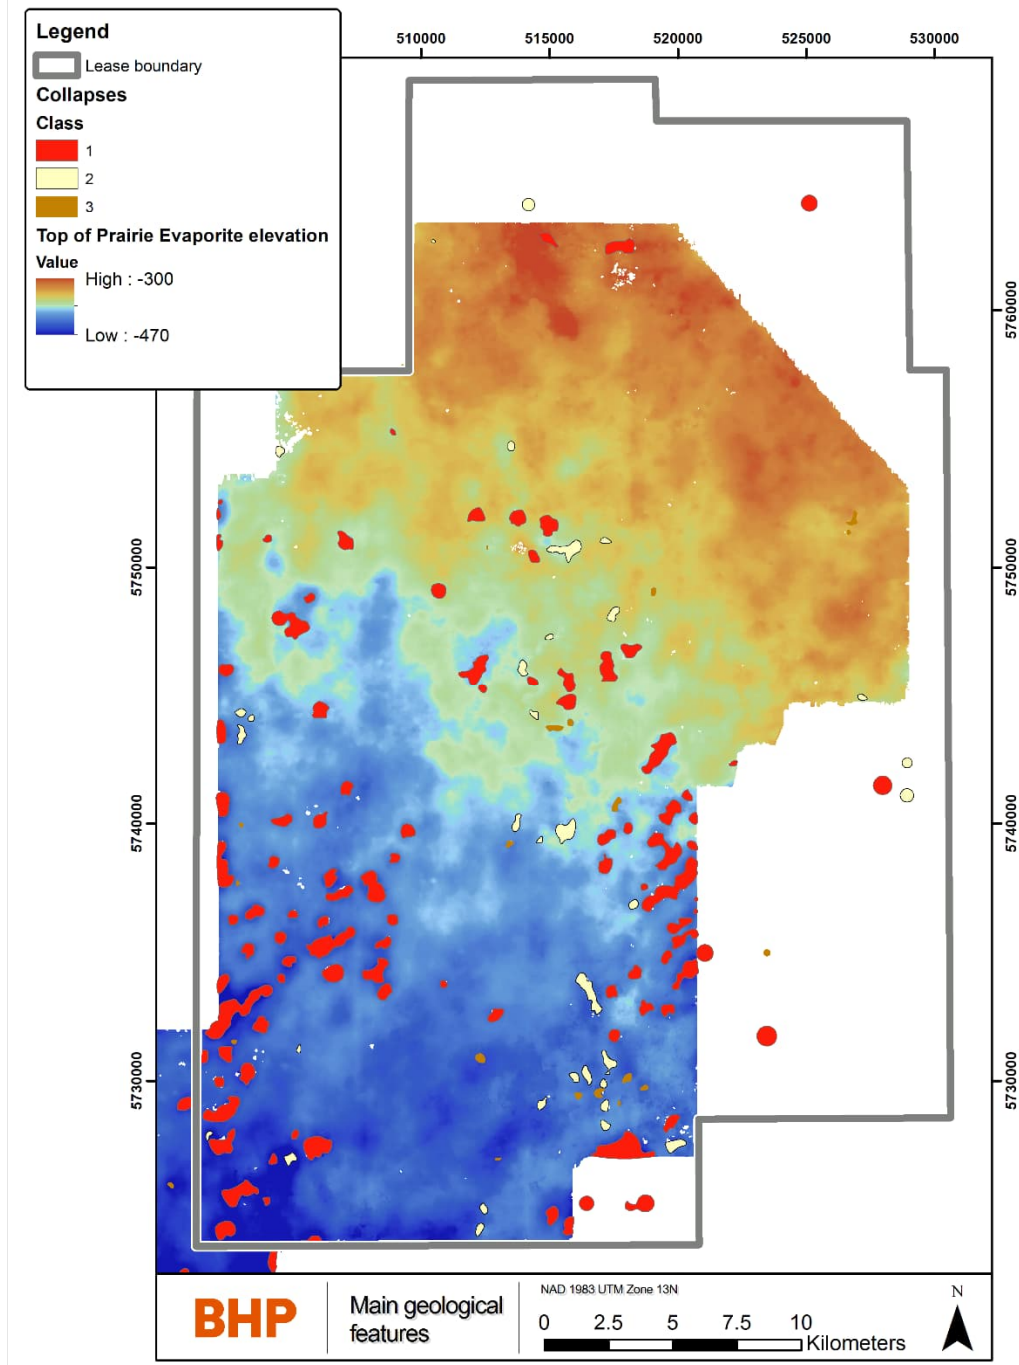 Legend
Lease boundary
Collapses
Class
1
2
3
Top of Prairie Evaporite elevation
Value
High : -300
Low : -470
510000 515000 520000 525000 530000
5760000 5760000
5750000 5750000
5740000 5740000
5730000 5730000
BHP
Main geological
features
NAD 1983 UTM Zone 13N
0 2.5 5 7.5 10
Kilometers
N